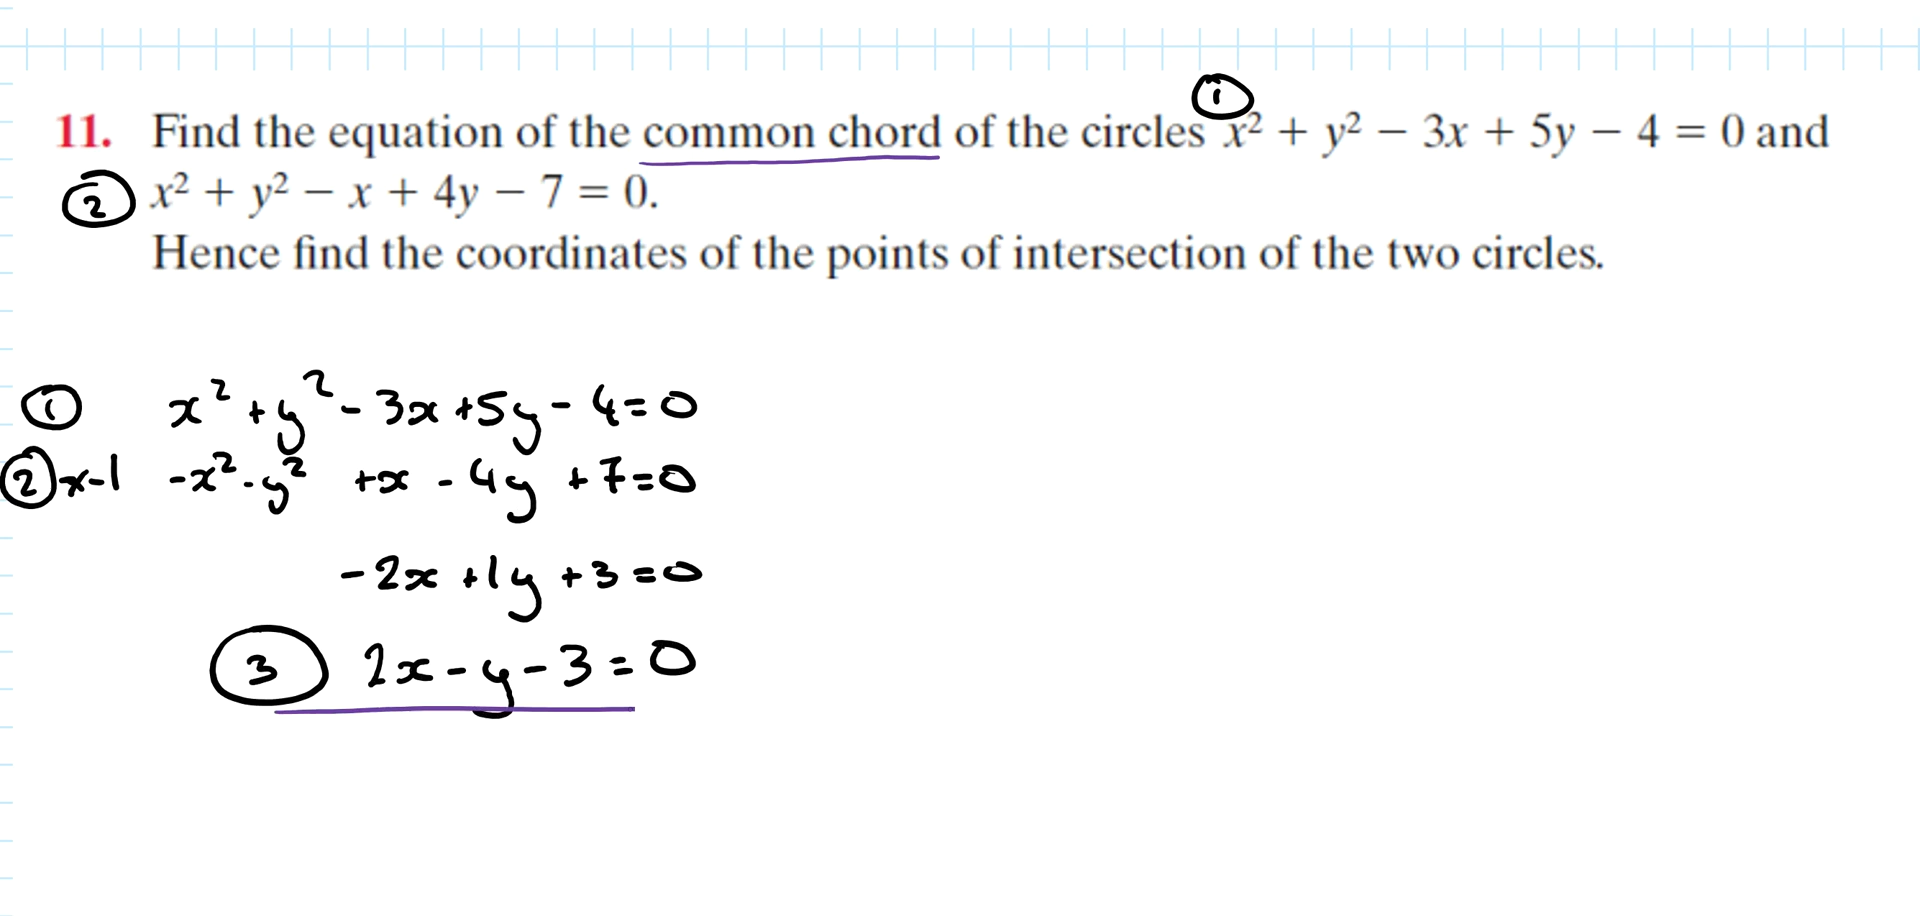 ①
11. Find the equation of the common chord of the circles x² + y² − 3x + 5y − 4 = 0 and
② x² + y² − x + 4y − 7 = 0.
Hence find the coordinates of the points of intersection of the two circles.
① x² + y² - 3x + 5y - 4 = 0
② x - 1 -x² - y² + x - 4y + 7 = 0
-2x + 1y + 3 = 0
③ 2x - y - 3 = 0